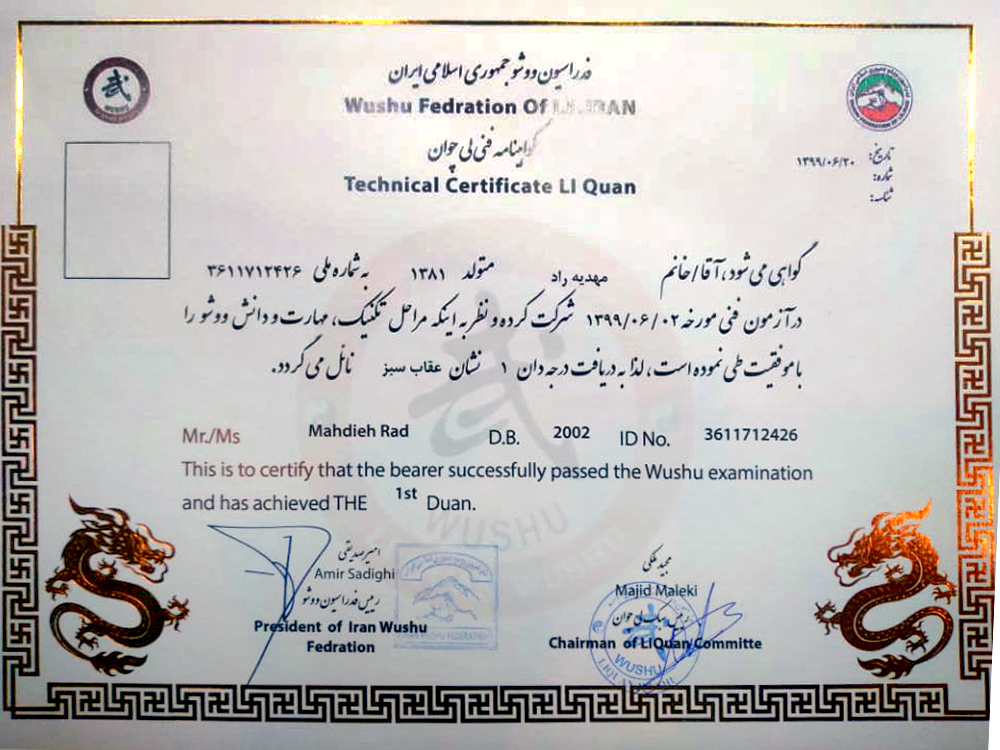 فدراسیون ووشو جمهوری اسلامی ایران
Wushu Fedration Of I.R.IRAN
گواهینامه فنی لی چوان
Technical Certificate LI Quan
تاریخ: ۱۳۹۹/۰۶/۲۰
شماره:
گواهی می شود، آقا/خانم مهدیه راد متولد ۱۳۸۱ به شماره ملی ۳۶۱۱۷۱۲۴۲۶
در آزمون فنی مورخه ۱۳۹۹/۰۶/۰۲ شرکت کرده و نظر به اینکه مراحل تکنیک، مهارت و دانش ووشو را
با موفقیت طی نموده است، لذا به دریافت درجه دان ۱ نشان عقاب سبز نائل می گردد.
Mr./Ms Mahdieh Rad D.B. 2002 ID No. 3611712426
This is to certify that the bearer successfully passed the Wushu examination
and has achieved THE 1st Duan.
WUSHU
امیر صدیقی
Amir Sadighi
رییس فدراسیون ووشو
President of Iran Wushu
Fedration
مجید ملکی
Majid Maleki
سبک لی چوان
Chairman of LIQuan Committe
WUSHU